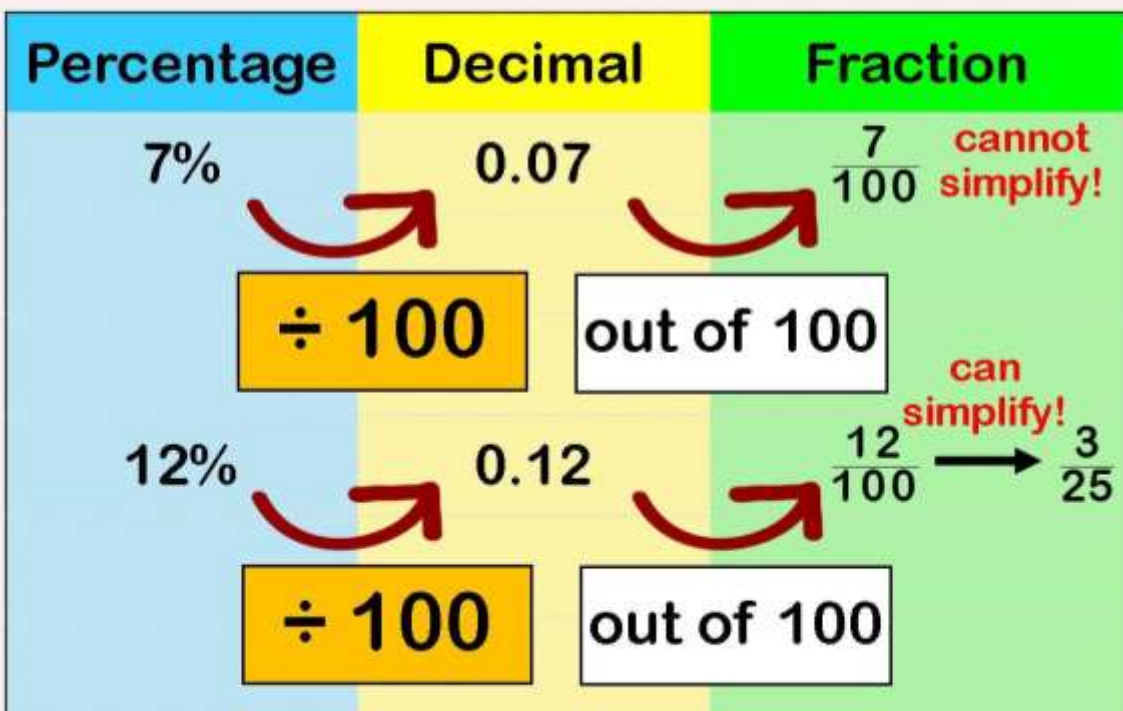 Percentage Decimal Fraction
7% 0.07 7/100 cannot simplify!
÷ 100 out of 100
can simplify!
12% 0.12 12/100 → 3/25
÷ 100 out of 100